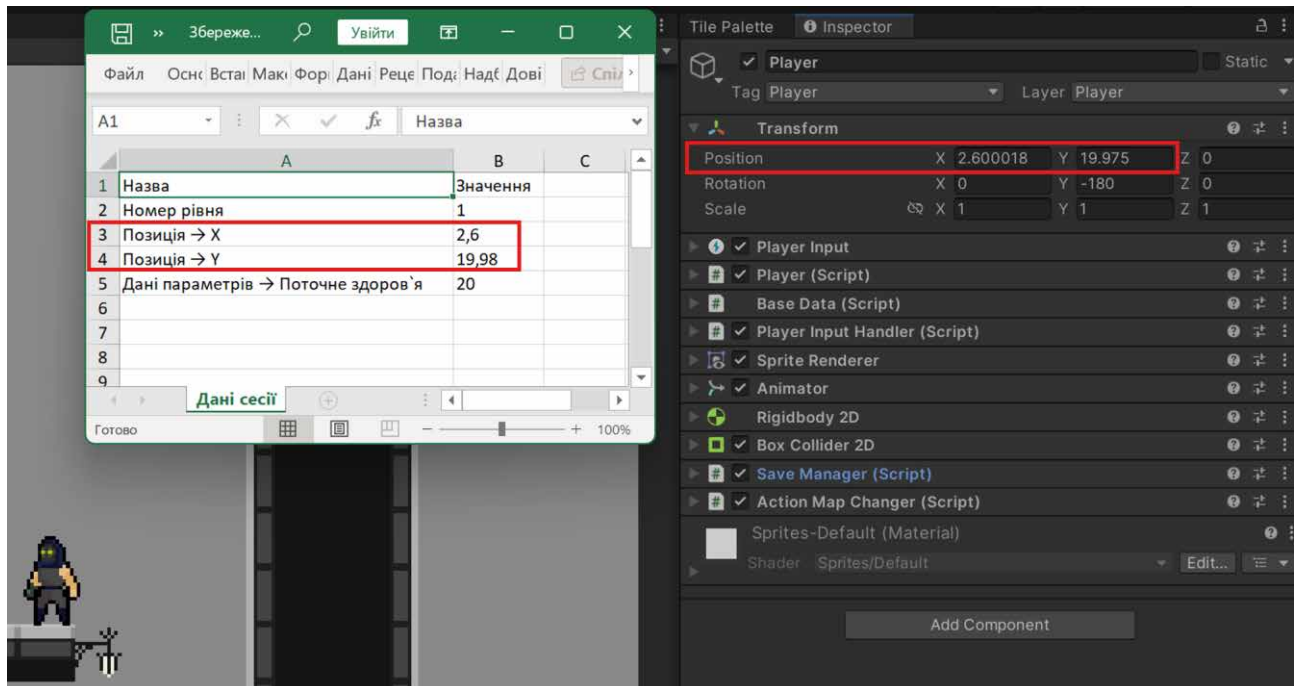 » Збереже... Увійти
Файл Оснс Встаі Макі Форі Дані Реце Пода Надб Дові Спіл
A1 fx Назва
A B C
1 Назва Значення
2 Номер рівня 1
3 Позиція → X 2,6
4 Позиція → Y 19,98
5 Дані параметрів → Поточне здоров`я 20
6
7
8
9
Дані сесії
Готово 100%
Tile Palette Inspector
Player Static
Tag Player Layer Player
Transform
Position X 2.600018 Y 19.975 Z 0
Rotation X 0 Y -180 Z 0
Scale X 1 Y 1 Z 1
Player Input
# Player (Script)
# Base Data (Script)
# Player Input Handler (Script)
Sprite Renderer
Animator
Rigidbody 2D
Box Collider 2D
# Save Manager (Script)
# Action Map Changer (Script)
Sprites-Default (Material)
Shader Sprites/Default Edit...
Add Component